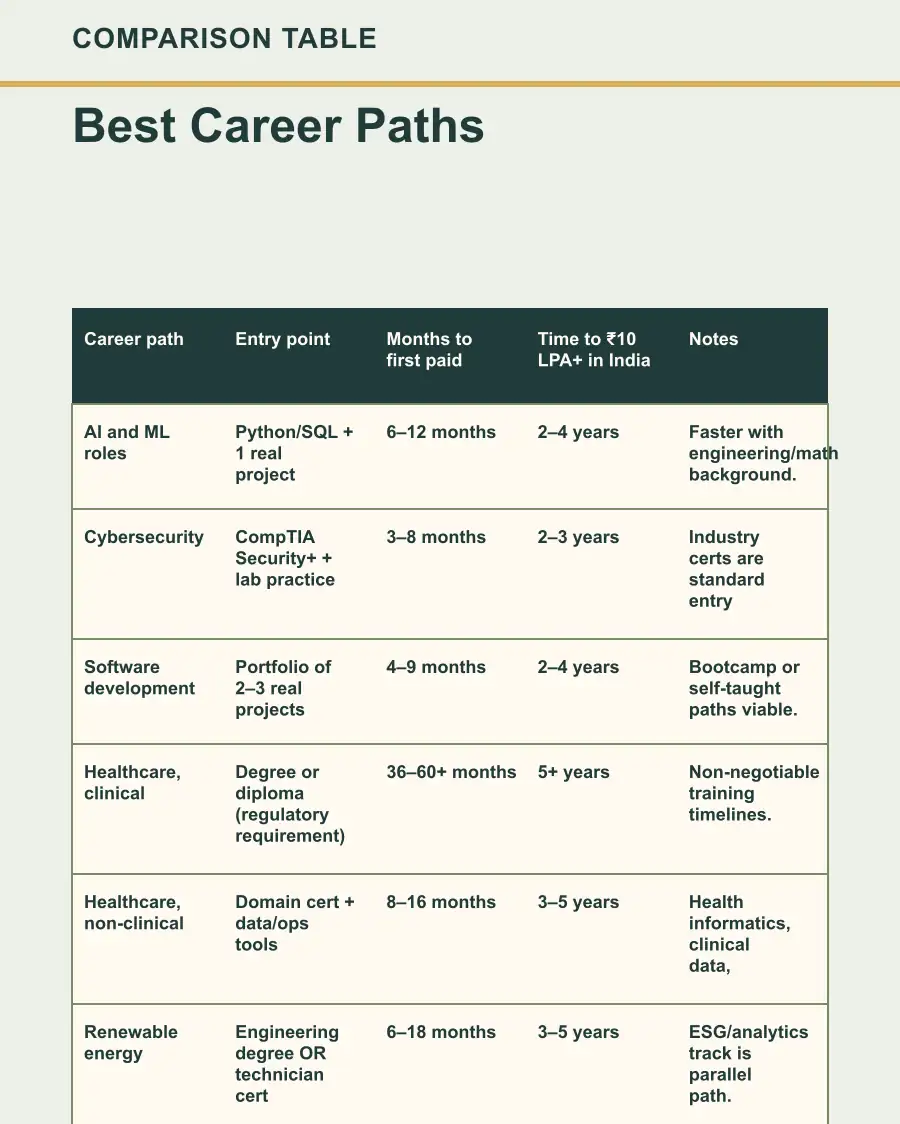 COMPARISON TABLE
Best Career Paths
Career path
Entry point
Months to
first paid
Time to ₹10
LPA+ in India
Notes
AI and ML
roles
Python/SQL +
1 real
project
6–12 months
2–4 years
Faster with
engineering/math
background.
Cybersecurity
CompTIA
Security+ +
lab practice
3–8 months
2–3 years
Industry
certs are
standard
entry
Software
development
Portfolio of
2–3 real
projects
4–9 months
2–4 years
Bootcamp or
self-taught
paths viable.
Healthcare,
clinical
Degree or
diploma
(regulatory
requirement)
36–60+ months
5+ years
Non-negotiable
training
timelines.
Healthcare,
non-clinical
Domain cert +
data/ops
tools
8–16 months
3–5 years
Health
informatics,
clinical
data,
Renewable
energy
Engineering
degree OR
technician
cert
6–18 months
3–5 years
ESG/analytics
track is
parallel
path.